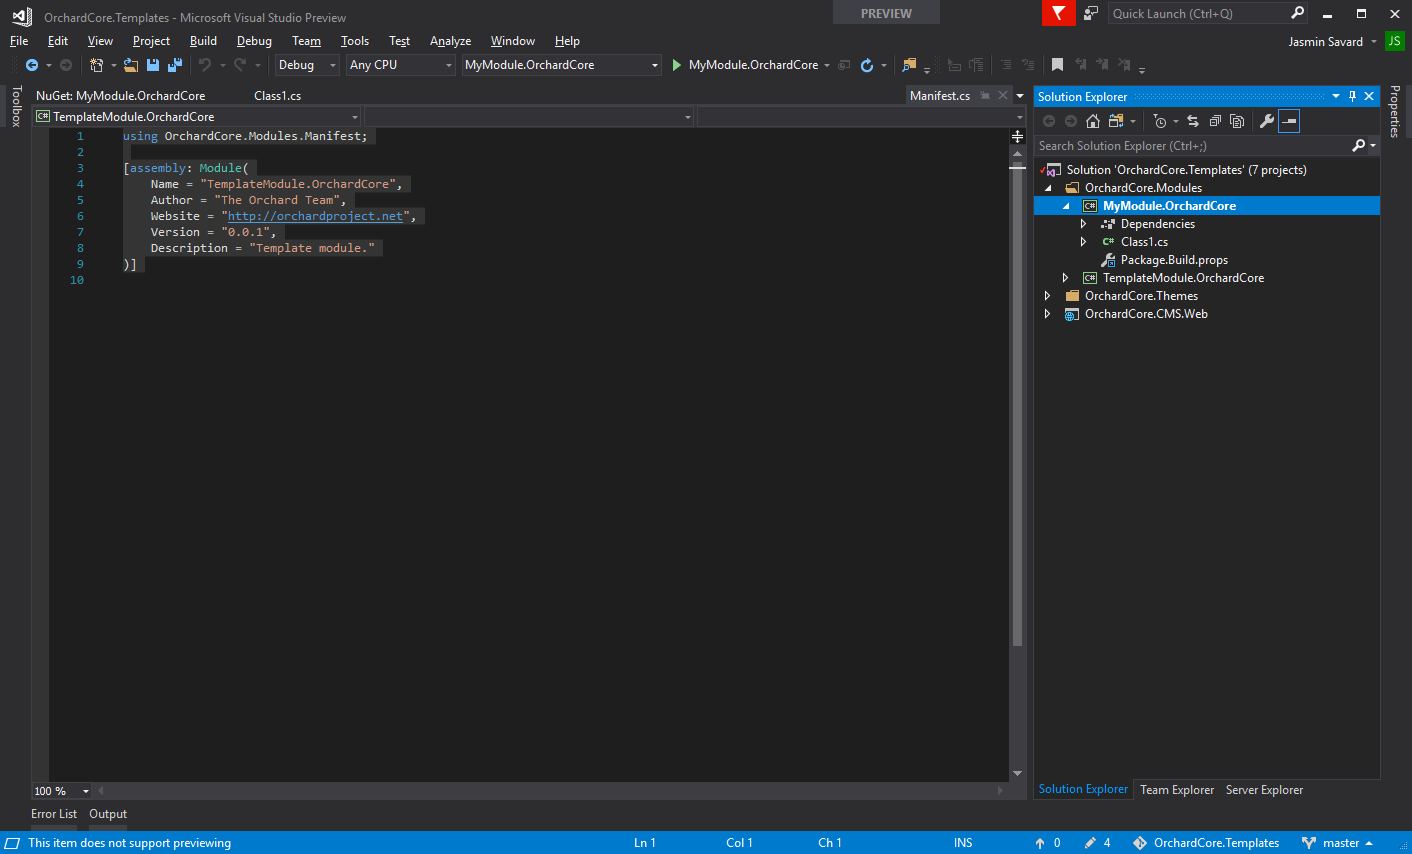 OrchardCore.Templates - Microsoft Visual Studio Preview
PREVIEW
Quick Launch (Ctrl+Q)
File Edit View Project Build Debug Team Tools Test Analyze Window Help
Jasmin Savard
JS
Debug Any CPU MyModule.OrchardCore MyModule.OrchardCore
Toolbox
NuGet: MyModule.OrchardCore Class1.cs Manifest.cs
C# TemplateModule.OrchardCore
1 using OrchardCore.Modules.Manifest;
2
3 [assembly: Module(
4 Name = "TemplateModule.OrchardCore",
5 Author = "The Orchard Team",
6 Website = "http://orchardproject.net",
7 Version = "0.0.1",
8 Description = "Template module."
9 )]
10
100 %
Solution Explorer
Search Solution Explorer (Ctrl+;)
Solution 'OrchardCore.Templates' (7 projects)
OrchardCore.Modules
C# MyModule.OrchardCore
Dependencies
C# Class1.cs
Package.Build.props
C# TemplateModule.OrchardCore
OrchardCore.Themes
OrchardCore.CMS.Web
Solution Explorer Team Explorer Server Explorer
Properties
Error List Output
This item does not support previewing Ln 1 Col 1 Ch 1 INS 0 4 OrchardCore.Templates master